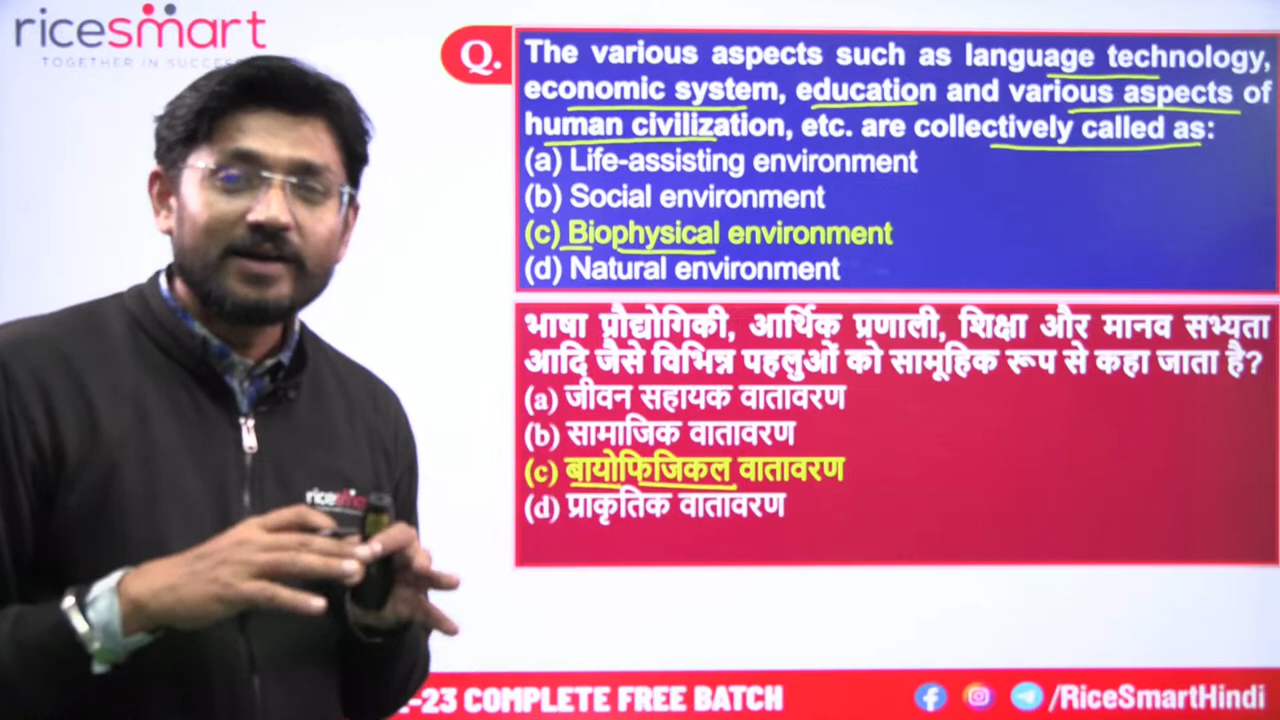 ricesmart
TOGETHER IN SUCCES
Q.
The various aspects such as language technology,
economic system, education and various aspects of
human civilization, etc. are collectively called as:
(a) Life-assisting environment
(b) Social environment
(c) Biophysical environment
(d) Natural environment
भाषा प्रौद्योगिकी, आर्थिक प्रणाली, शिक्षा और मानव सभ्यता
आदि जैसे विभिन्न पहलुओं को सामूहिक रूप से कहा जाता है?
(a) जीवन सहायक वातावरण
(b) सामाजिक वातावरण
(c) बायोफिजिकल वातावरण
(d) प्राकृतिक वातावरण
rice
-23 COMPLETE FREE BATCH
/RiceSmartHindi